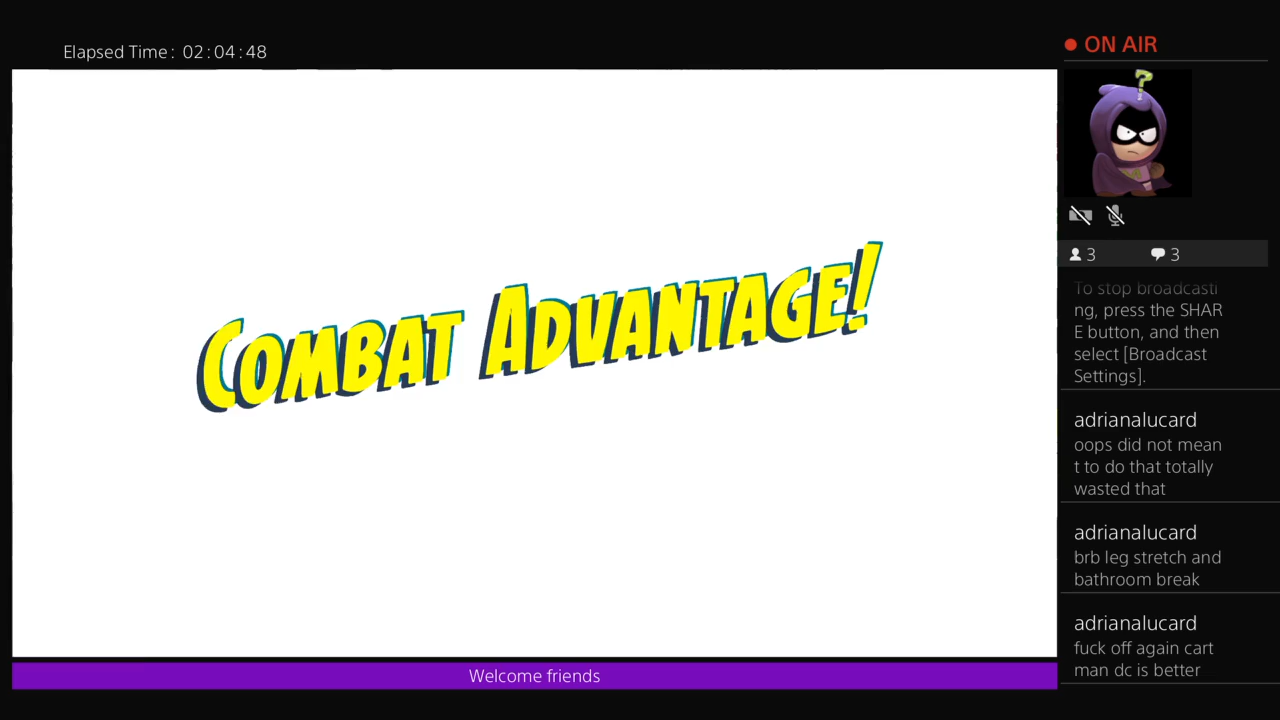 Elapsed Time: 02:04:48
ON AIR
?
3 3
To stop broadcasti
ng, press the SHAR
E button, and then
select [Broadcast
Settings].
COMBAT ADVANTAGE!
adrianalucard
oops did not mean
t to do that totally
wasted that
adrianalucard
brb leg stretch and
bathroom break
adrianalucard
fuck off again cart
man dc is better
Welcome friends